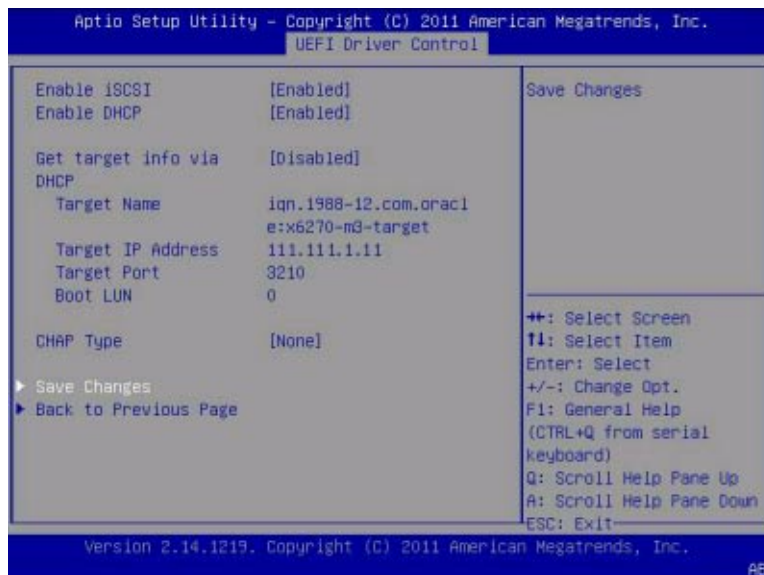 Aptio Setup Utility – Copyright (C) 2011 American Megatrends, Inc.
UEFI Driver Control
Enable iSCSI [Enabled]
Enable DHCP [Enabled]
Get target info via [Disabled]
DHCP
Target Name iqn.1988-12.com.oracl
e:x6270-m3-target
Target IP Address 111.111.1.11
Target Port 3210
Boot LUN 0
CHAP Type [None]
Save Changes
Back to Previous Page
Save Changes
→←: Select Screen
↑↓: Select Item
Enter: Select
+/-: Change Opt.
F1: General Help
(CTRL+Q from serial
keyboard)
Q: Scroll Help Pane Up
A: Scroll Help Pane Down
ESC: Exit
Version 2.14.1219. Copyright (C) 2011 American Megatrends, Inc.
AB